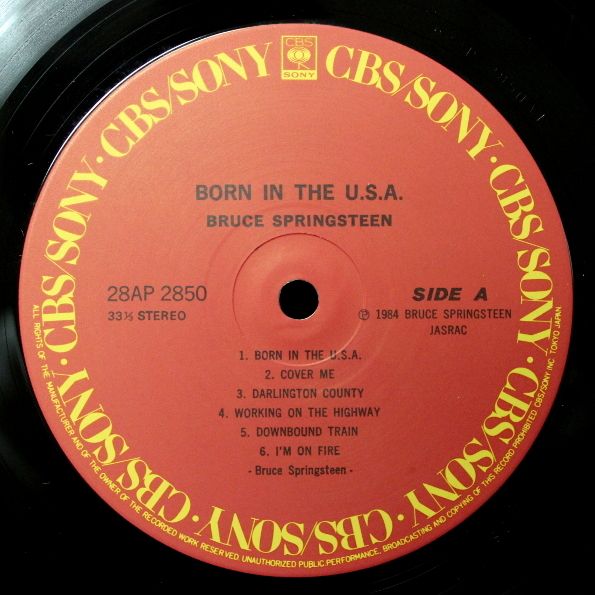 CBS
SONY
CBS/SONY · CBS/SONY · CBS/SONY · CBS/SONY · CBS/SONY · CBS/SONY · CBS/SONY · CBS/SONY
BORN IN THE U.S.A.
BRUCE SPRINGSTEEN
28AP 2850
33⅓ STEREO
SIDE A
Ⓟ 1984 BRUCE SPRINGSTEEN
JASRAC
1. BORN IN THE U.S.A.
2. COVER ME
3. DARLINGTON COUNTY
4. WORKING ON THE HIGHWAY
5. DOWNBOUND TRAIN
6. I'M ON FIRE
- Bruce Springsteen -
ALL RIGHTS OF THE MANUFACTURER AND OF THE OWNER OF THE RECORDED WORK RESERVED. UNAUTHORIZED PUBLIC PERFORMANCE, BROADCASTING AND COPYING OF THIS RECORD PROHIBITED CBS/SONY INC. TOKYO JAPAN